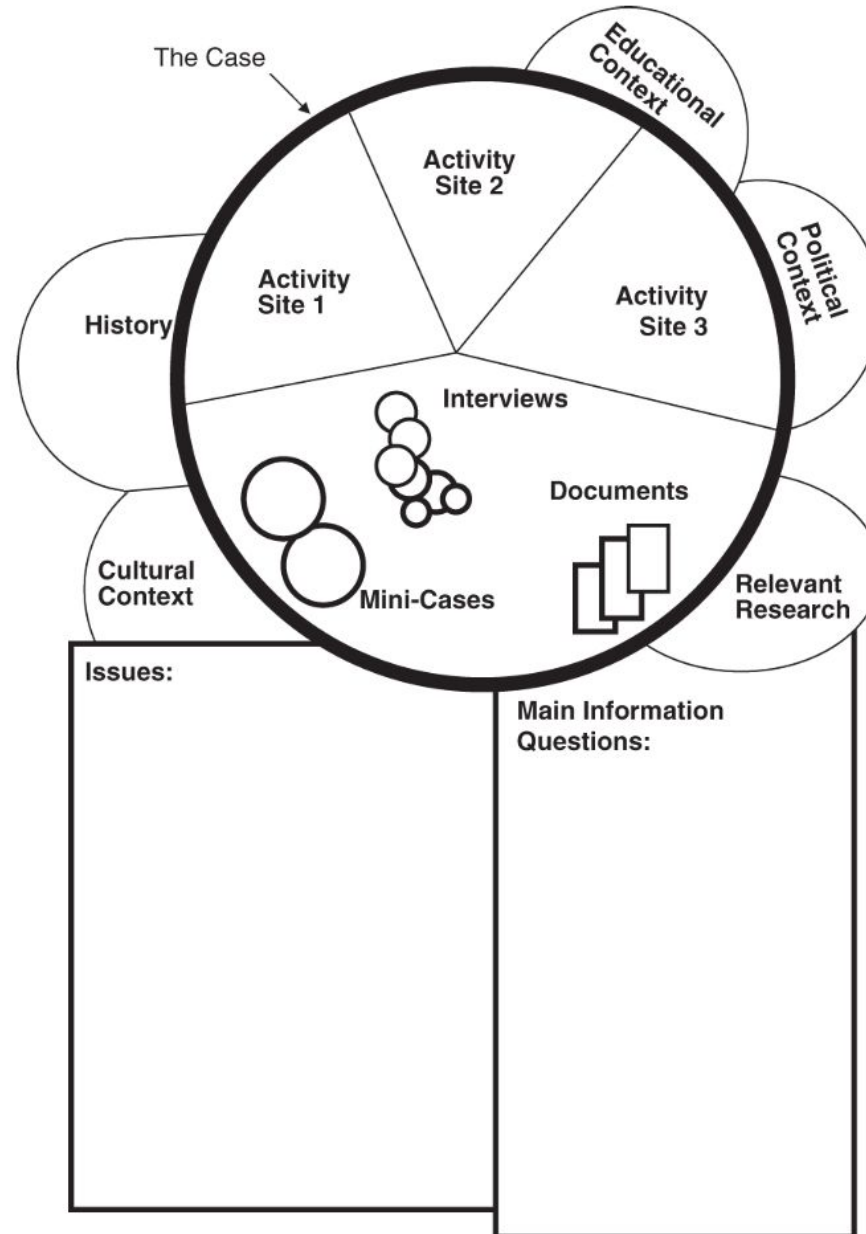 The Case
Educational
Context
Activity
Site 2
Political
Context
Activity
Site 1
Activity
Site 3
History
Interviews
Documents
Cultural
Context
Mini-Cases
Relevant
Research
Issues:
Main Information
Questions: